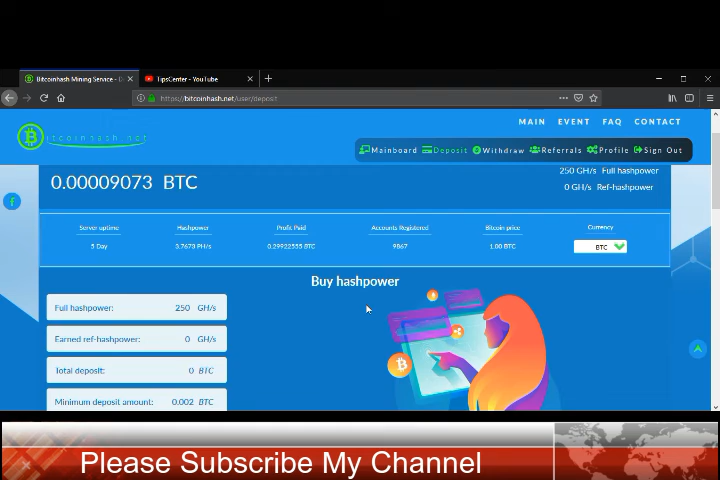 Bitcoinhash Mining Service - D
TipsCenter - YouTube
https://bitcoinhash.net/user/deposit
MAIN EVENT FAQ CONTACT
Bitcoinhash.net
Mainboard Deposit Withdraw Referrals Profile Sign Out
0.00009073 BTC
250 GH/s Full hashpower
0 GH/s Ref-hashpower
Server uptime Hashpower Profit Paid Accounts Registered Bitcoin price Currency
5 Day 3.7673 PH/s 0.29922555 BTC 9867 1.00 BTC BTC
Buy hashpower
Full hashpower: 250 GH/s
Earned ref-hashpower: 0 GH/s
Total deposit: 0 BTC
Minimum deposit amount: 0.002 BTC
Please Subscribe My Channel